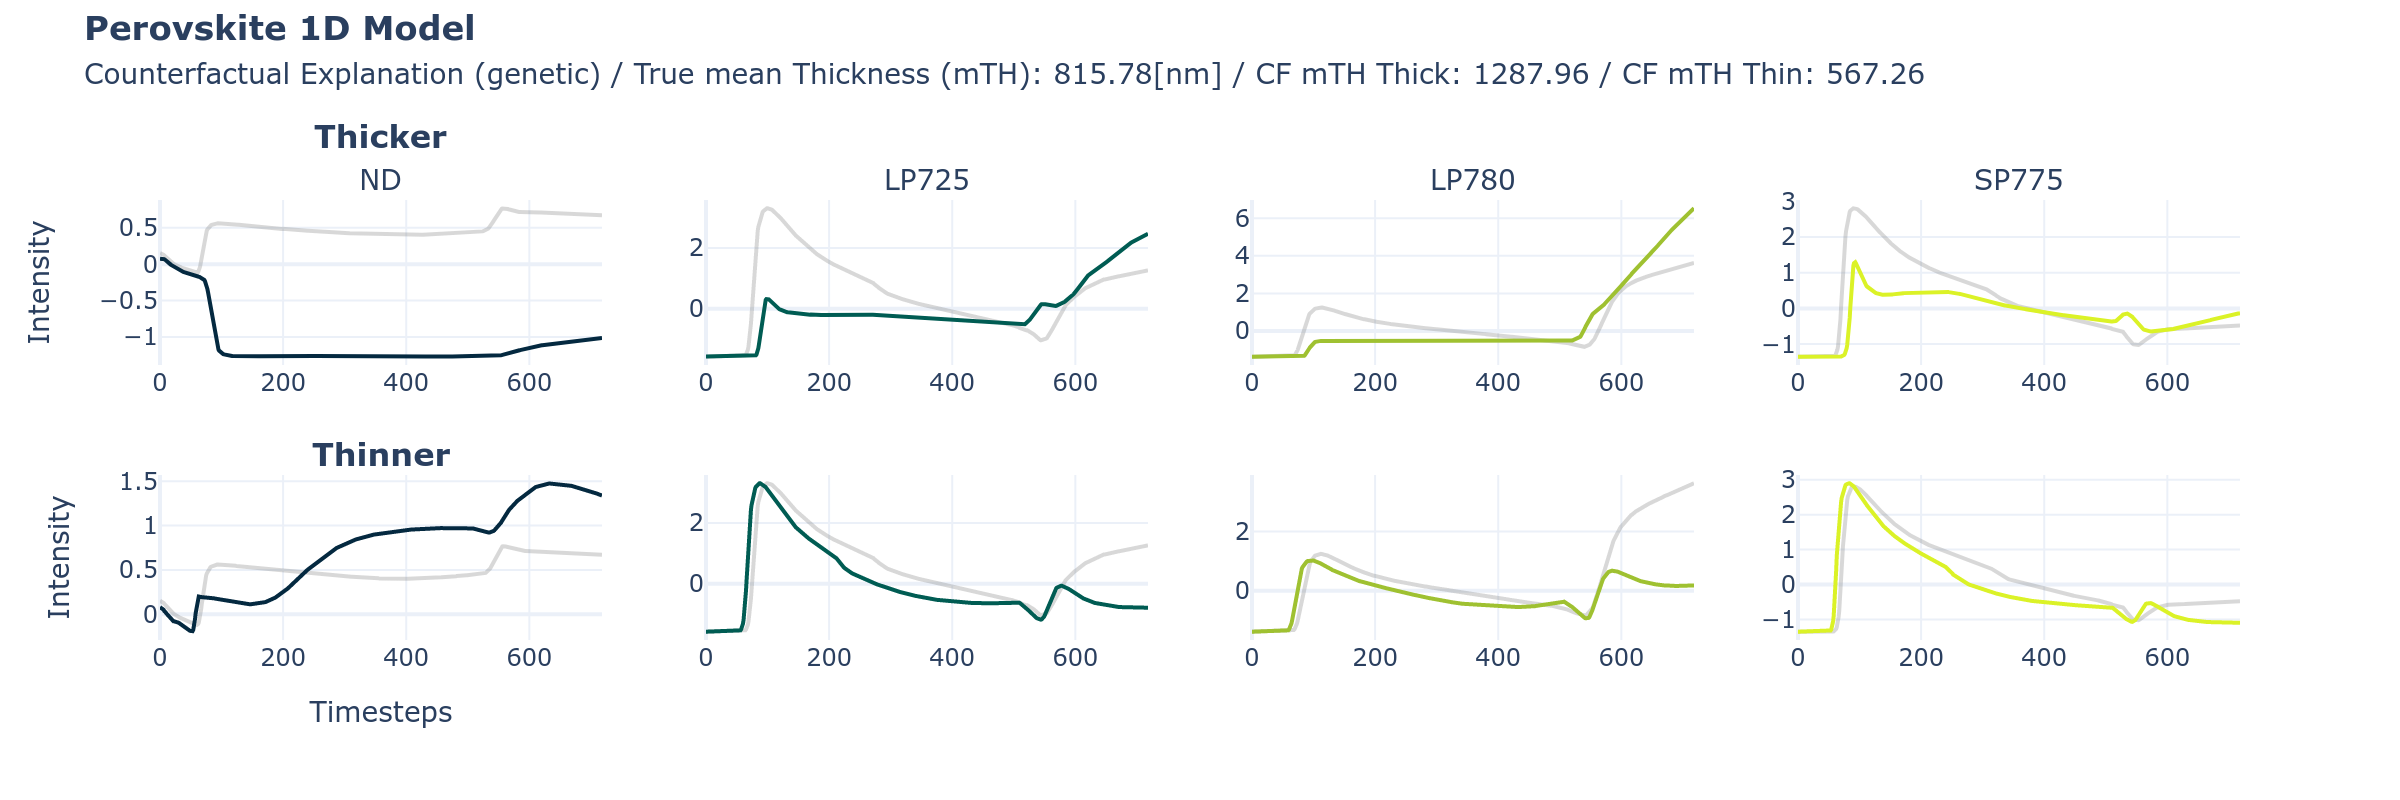 Perovskite 1D Model
Counterfactual Explanation (genetic) / True mean Thickness (mTH): 815.78[nm] / CF mTH Thick: 1287.96 / CF mTH Thin: 567.26
Thicker
ND LP725 LP780 SP775
Intensity
0.5
0
−0.5
−1
0 200 400 600
2
0
0 200 400 600
6
4
2
0
0 200 400 600
3
2
1
0
−1
0 200 400 600
Thinner
Intensity
1.5
1
0.5
0
0 200 400 600
2
0
0 200 400 600
2
0
0 200 400 600
3
2
1
0
−1
0 200 400 600
Timesteps